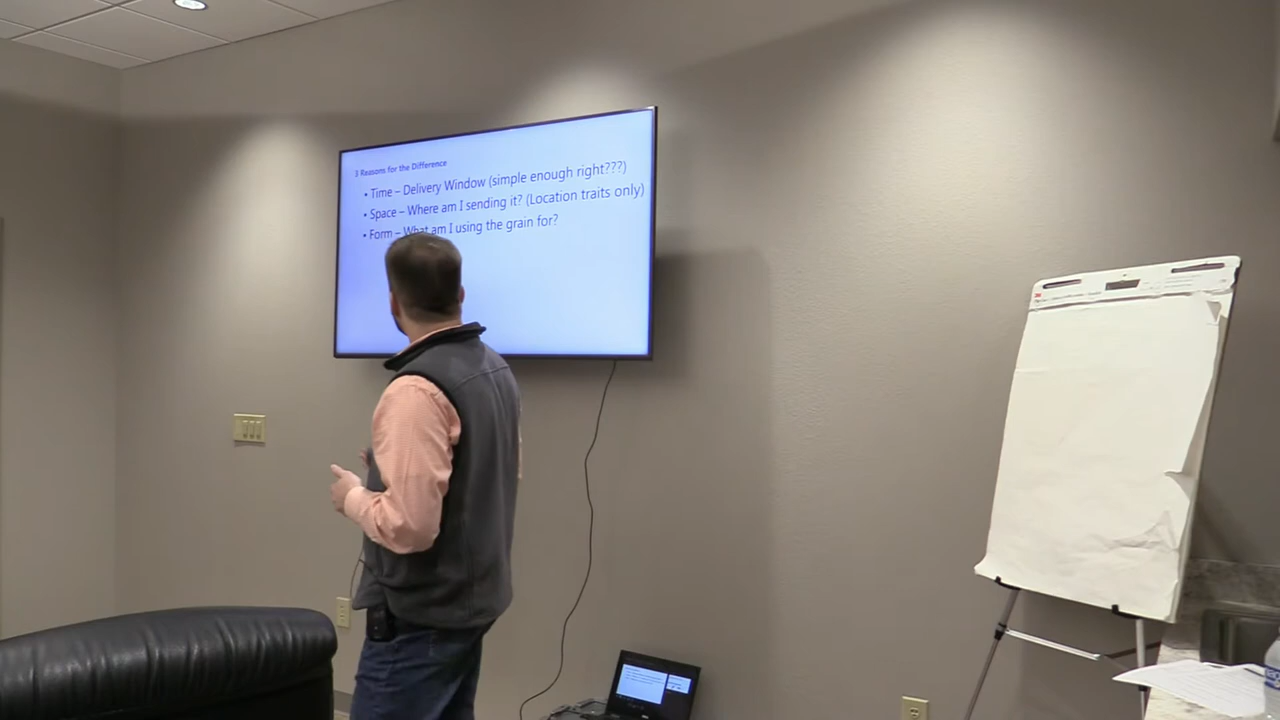 3 Reasons for the Difference
• Time – Delivery Window (simple enough right???)
• Space – Where am I sending it? (Location traits only)
• Form – What am I using the grain for?
3M